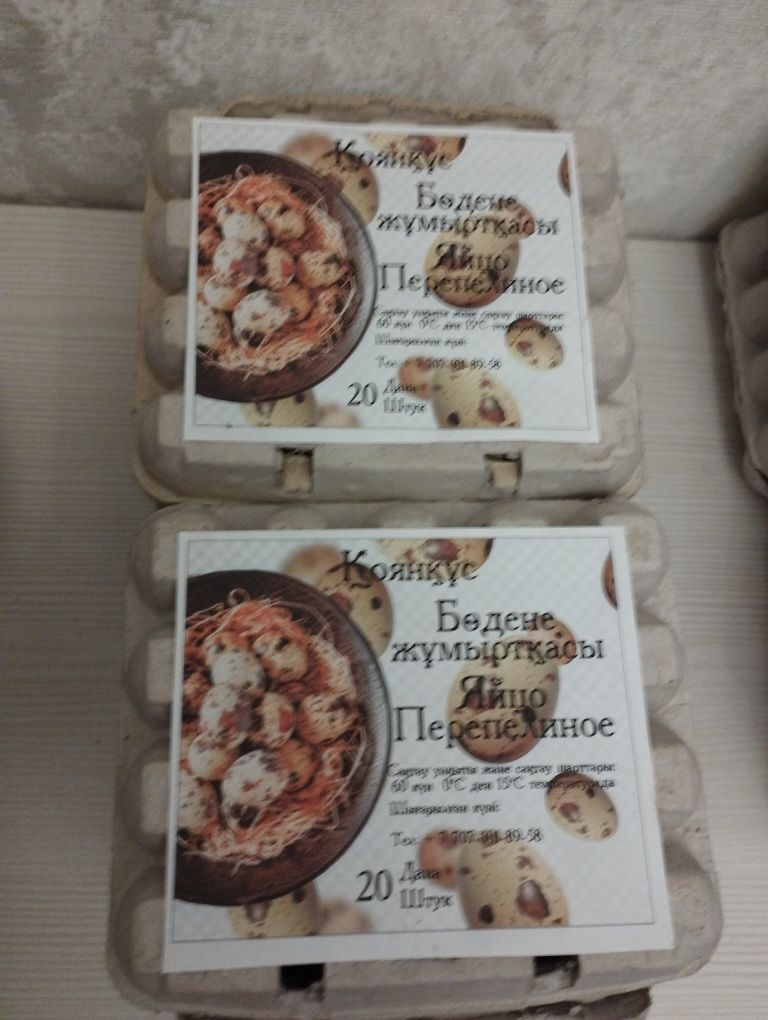 Қоянқұс
Бөдене
жұмыртқасы
Яйцо
Перепелиное
Сақтау уақыты және сақтау шарттары:
60 күн 0°C ден 15°C температурада
Шығарылған күні:
Тел: + 7 707 101-89-58
20 Дана
Штук
Қоянқұс
Бөдене
жұмыртқасы
Яйцо
Перепелиное
Сақтау уақыты және сақтау шарттары:
60 күн 0°C ден 15°C температурада
Шығарылған күні:
Тел: + 7 707 101-89-58
20 Дана
Штук